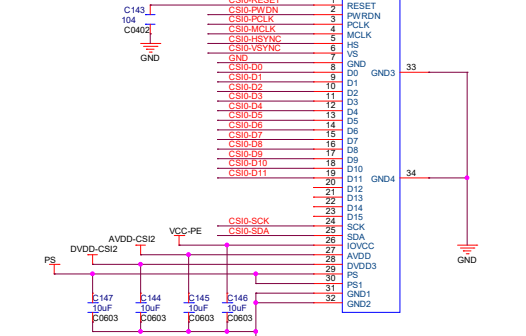 CSI0-RESET 1 RESET
C143 CSI0-PWDN 2 PWRDN
104 CSI0-PCLK 3 PCLK
C0402 CSI0-MCLK 4 MCLK
CSI0-HSYNC 5 HS
CSI0-VSYNC 6 VS
GND GND 7 GND
CSI0-D0 8 D0 GND3 33
CSI0-D1 9 D1
CSI0-D2 10 D2
CSI0-D3 11 D3
CSI0-D4 12 D4
CSI0-D5 13 D5
CSI0-D6 14 D6
CSI0-D7 15 D7
CSI0-D8 16 D8
CSI0-D9 17 D9
CSI0-D10 18 D10
CSI0-D11 19 D11 GND4 34
20 D12
21 D13
22 D14
23 D15
CSI0-SCK 24 SCK
VCC-PE CSI0-SDA 25 SDA
AVDD-CSI2 26 IOVCC
DVDD-CSI2 27 AVDD
PS 28 DVDD3 GND
29 PS
30 PS1
31 GND1
32 GND2
C147 C144 C145 C146
10uF 10uF 10uF 10uF
C0603 C0603 C0603 C0603